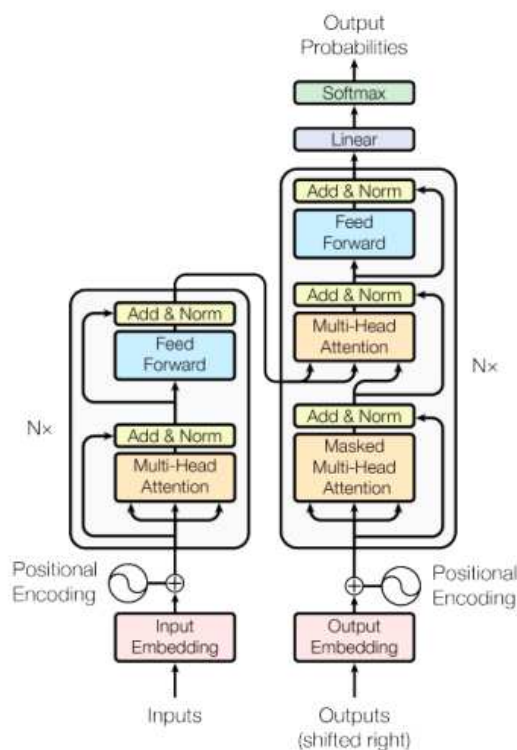 Output
Probabilities
Softmax
Linear
Add & Norm
Feed
Forward
Add & Norm
Multi-Head
Attention
Add & Norm
Masked
Multi-Head
Attention
Nx
Positional
Encoding
Output
Embedding
Outputs
(shifted right)
Add & Norm
Feed
Forward
Add & Norm
Multi-Head
Attention
Nx
Positional
Encoding
Input
Embedding
Inputs